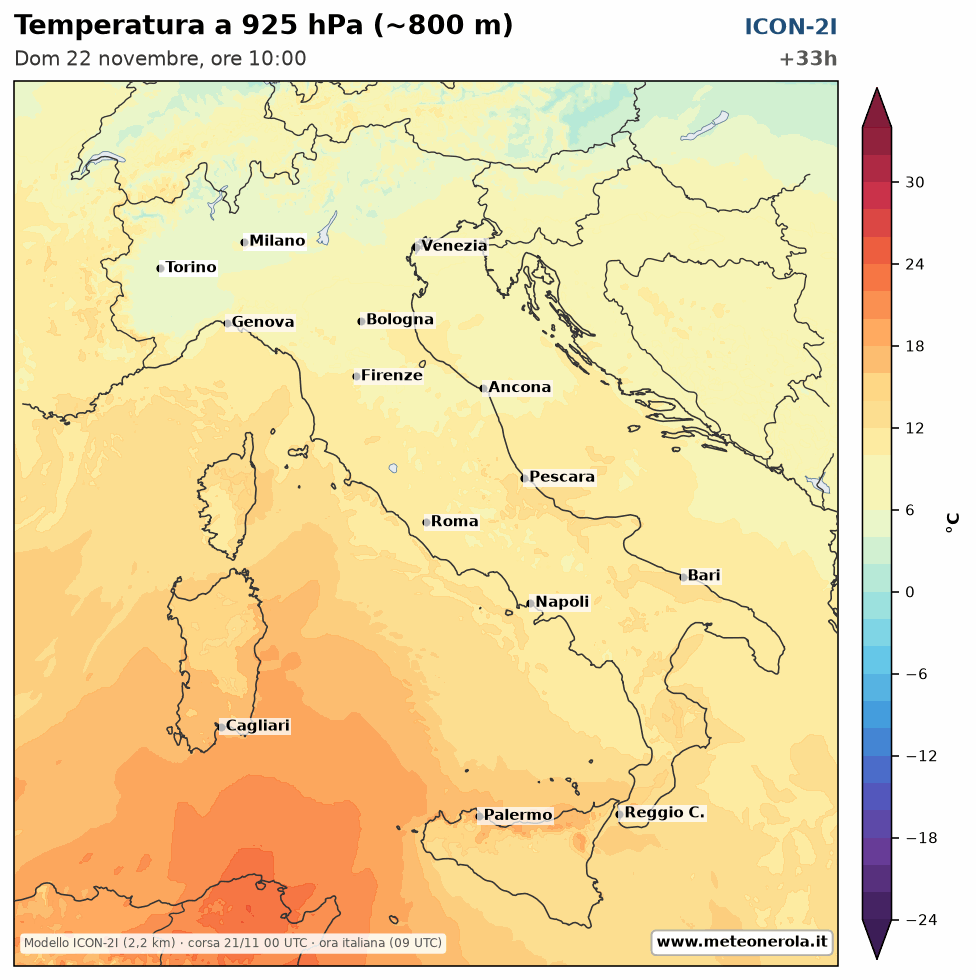 Temperatura a 925 hPa (~800 m)
ICON-2I
Dom 22 novembre, ore 10:00
+33h
Milano
Venezia
Torino
Genova
Bologna
Firenze
Ancona
Pescara
Roma
Bari
Napoli
Cagliari
Palermo
Reggio C.
30
24
18
12
6
0
−6
−12
−18
−24
°C
Modello ICON-2I (2,2 km) · corsa 21/11 00 UTC · ora italiana (09 UTC)
www.meteonerola.it